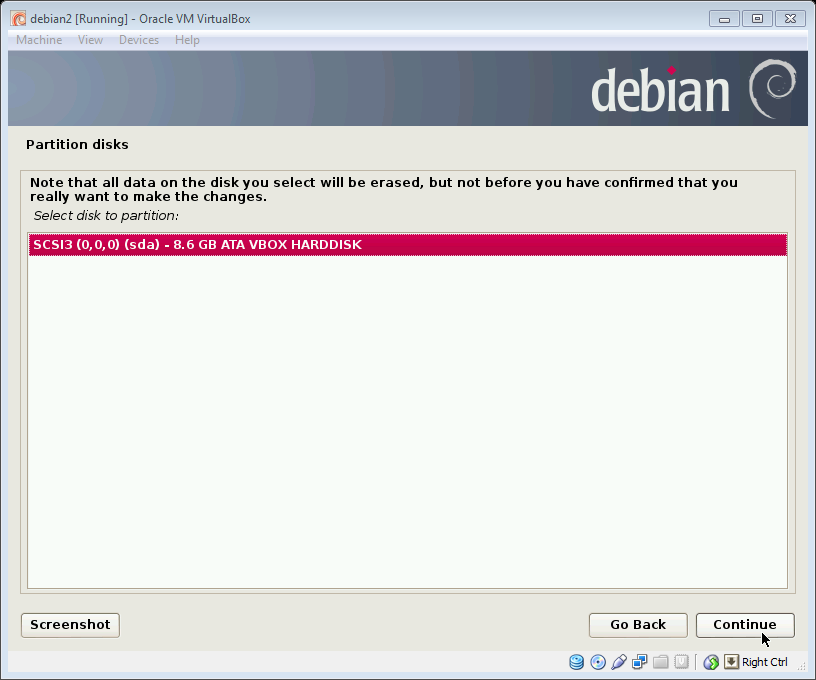 debian2 [Running] - Oracle VM VirtualBox
Machine View Devices Help
debian
Partition disks
Note that all data on the disk you select will be erased, but not before you have confirmed that you
really want to make the changes.
Select disk to partition:
SCSI3 (0,0,0) (sda) - 8.6 GB ATA VBOX HARDDISK
Screenshot Go Back Continue
Right Ctrl